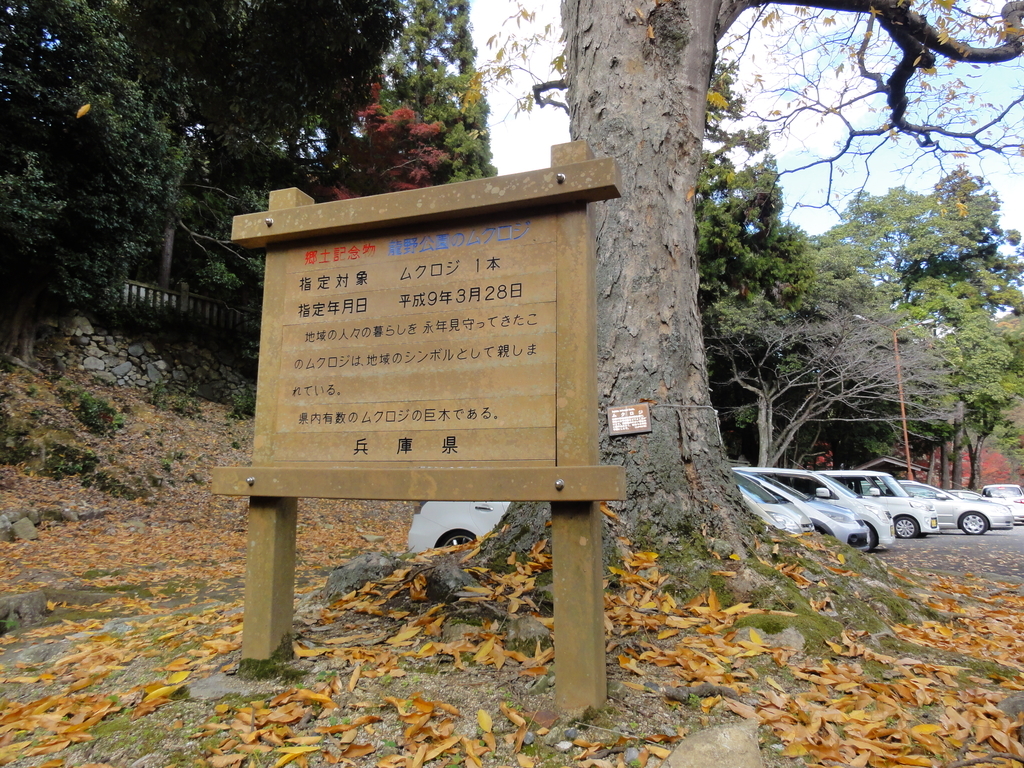 郷土記念物 龍野公園のムクロジ
指定対象 ムクロジ 1本
指定年月日 平成9年3月28日
地域の人々の暮らしを永年見守ってきたこ
のムクロジは、地域のシンボルとして親しま
れている。
県内有数のムクロジの巨木である。
兵庫県